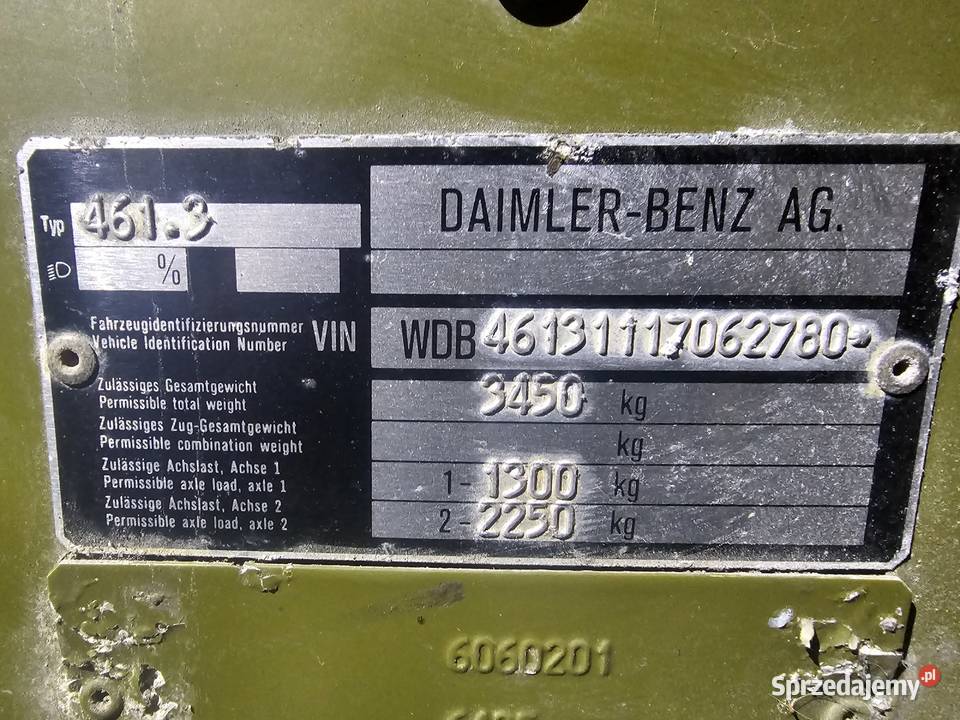 DAIMLER-BENZ AG.
Typ 461.3
%
Fahrzeugidentifizierungsnummer
Vehicle Identification Number
VIN WDB 46131117062780-
Zulässiges Gesamtgewicht
Permissible total weight
3450 kg
Zulässiges Zug-Gesamtgewicht
Permissible combination weight
kg
Zulässige Achslast, Achse 1
Permissible axle load, axle 1
1-1300 kg
Zulässige Achslast, Achse 2
Permissible axle load, axle 2
2-2250 kg
6060201
Sprzedajemy.pl